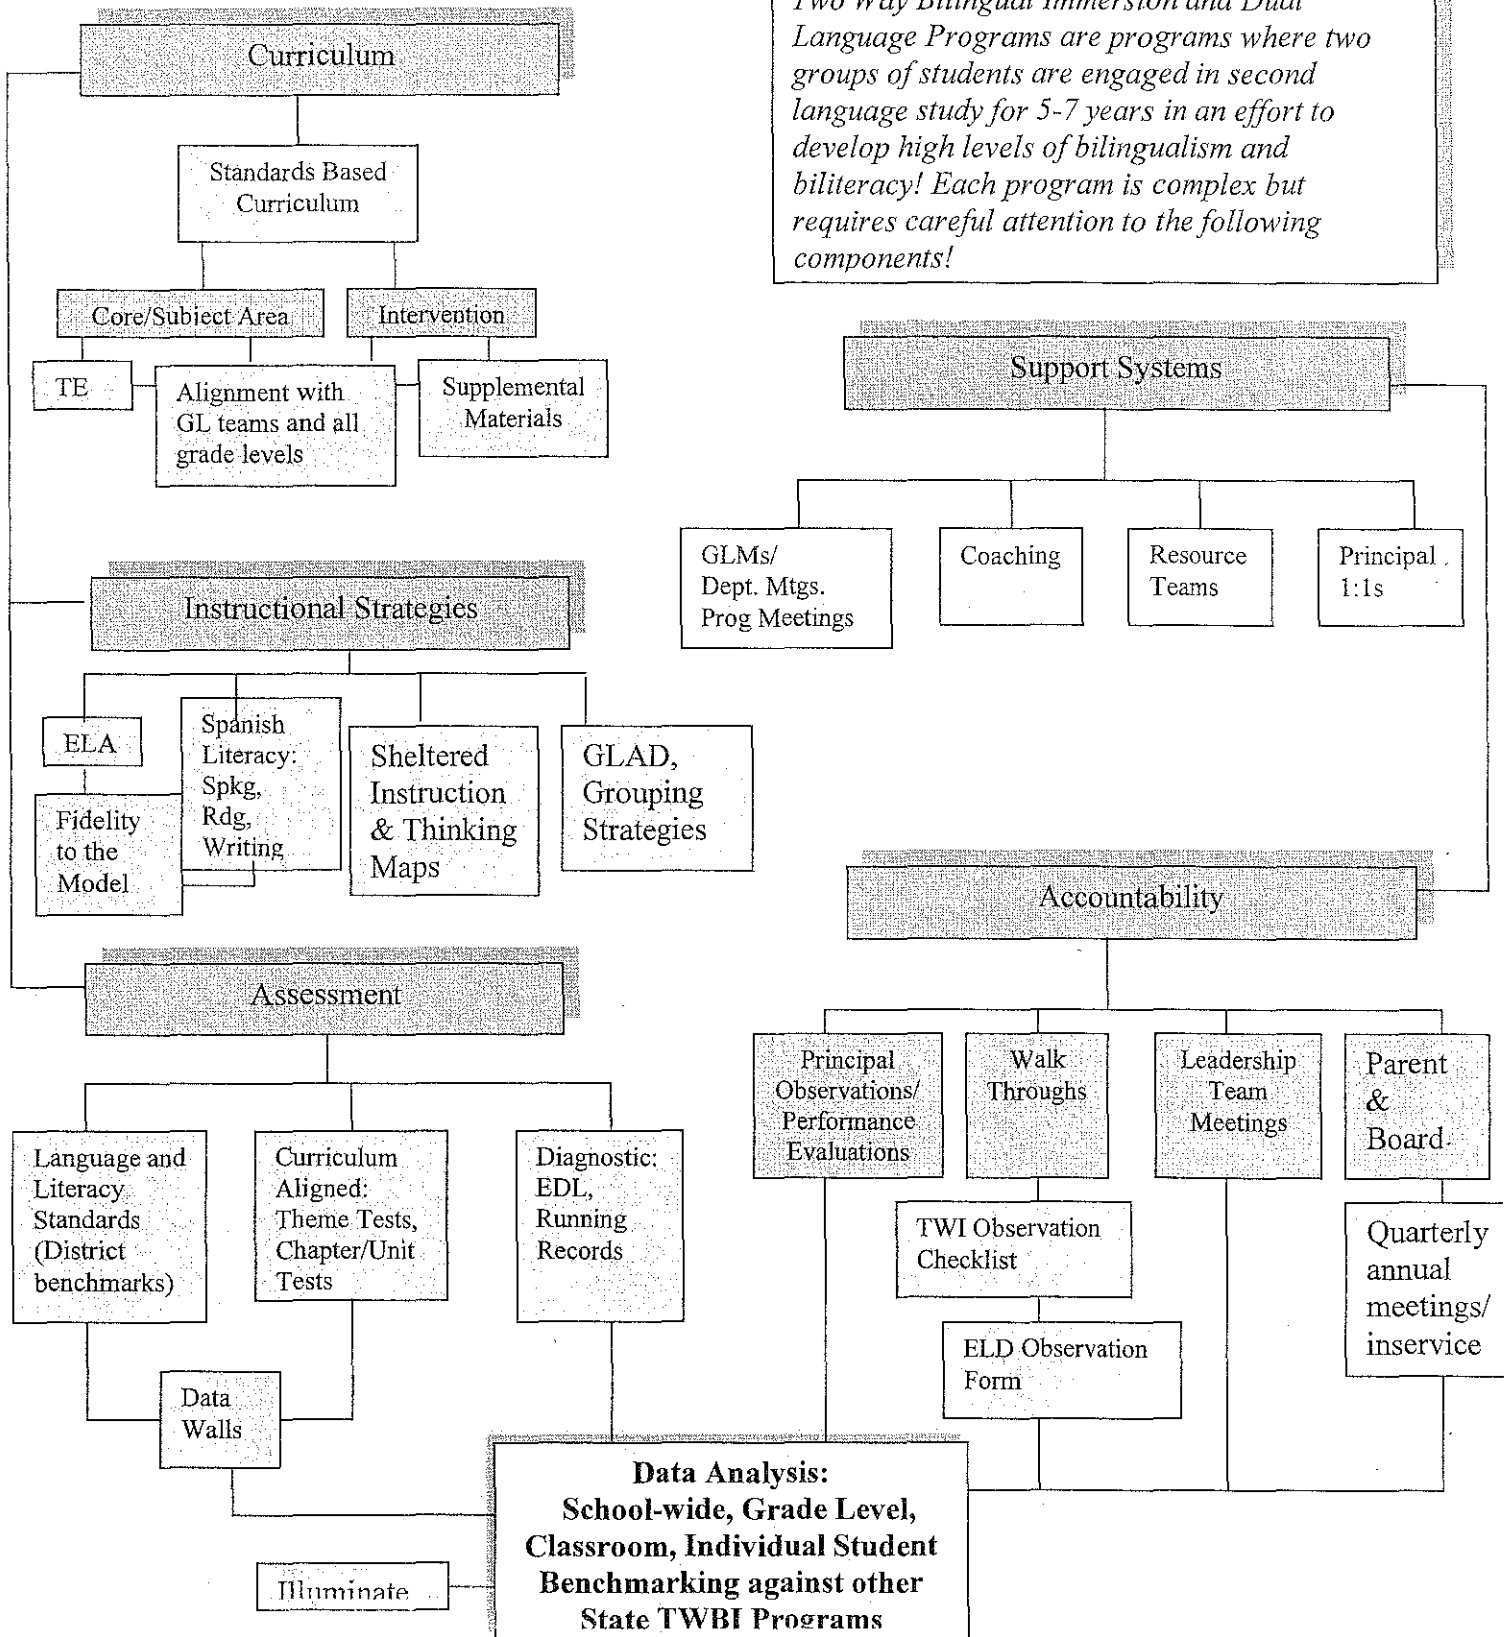 Two Way Bilingual Immersion and Dual
Language Programs are programs where two
groups of students are engaged in second
language study for 5-7 years in an effort to
develop high levels of bilingualism and
biliteracy! Each program is complex but
requires careful attention to the following
components!
Curriculum
Standards Based
Curriculum
Core/Subject Area
Intervention
TE
Alignment with
GL teams and all
grade levels
Supplemental
Materials
Support Systems
GLMs/
Dept. Mtgs.
Prog Meetings
Coaching
Resource
Teams
Principal
1:1s
Instructional Strategies
ELA
Fidelity
to the
Model
Spanish
Literacy:
Spkg,
Rdg,
Writing
Sheltered
Instruction
& Thinking
Maps
GLAD,
Grouping
Strategies
Accountability
Principal
Observations/
Performance
Evaluations
Walk
Throughs
Leadership
Team
Meetings
Parent
&
Board
TWI Observation
Checklist
ELD Observation
Form
Quarterly
annual
meetings/
inservice
Assessment
Language and
Literacy
Standards
(District
benchmarks)
Curriculum
Aligned:
Theme Tests,
Chapter/Unit
Tests
Diagnostic:
EDL,
Running
Records
Data
Walls
Illuminate
Data Analysis:
School-wide, Grade Level,
Classroom, Individual Student
Benchmarking against other
State TWBI Programs